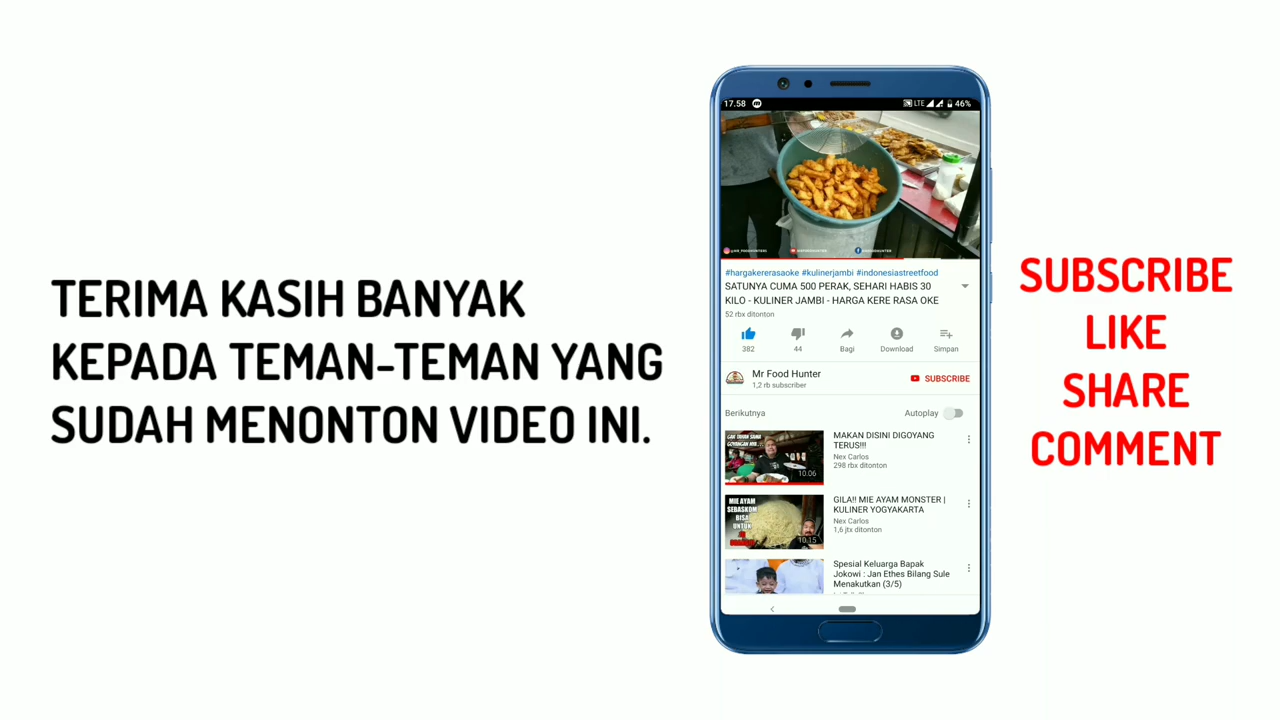 TERIMA KASIH BANYAK
KEPADA TEMAN-TEMAN YANG
SUDAH MENONTON VIDEO INI.
17.58
LTE 46%
#hargakererasaoke #kulinerjambi #indonesiastreetfood
SATUNYA CUMA 500 PERAK, SEHARI HABIS 30
KILO - KULINER JAMBI - HARGA KERE RASA OKE
52 rbx ditonton
382 44 Bagi Download Simpan
Mr Food Hunter
1,2 rb subscriber
SUBSCRIBE
Berikutnya
Autoplay
MAKAN DISINI DIGOYANG
TERUS!!!
Nex Carlos
298 rbx ditonton
10.06
MIE AYAM
SEBASKOM
BISA
UNTUK
10.15
GILA!! MIE AYAM MONSTER |
KULINER YOGYAKARTA
Nex Carlos
1,6 jtx ditonton
Spesial Keluarga Bapak
Jokowi : Jan Ethes Bilang Sule
Menakutkan (3/5)
SUBSCRIBE
LIKE
SHARE
COMMENT